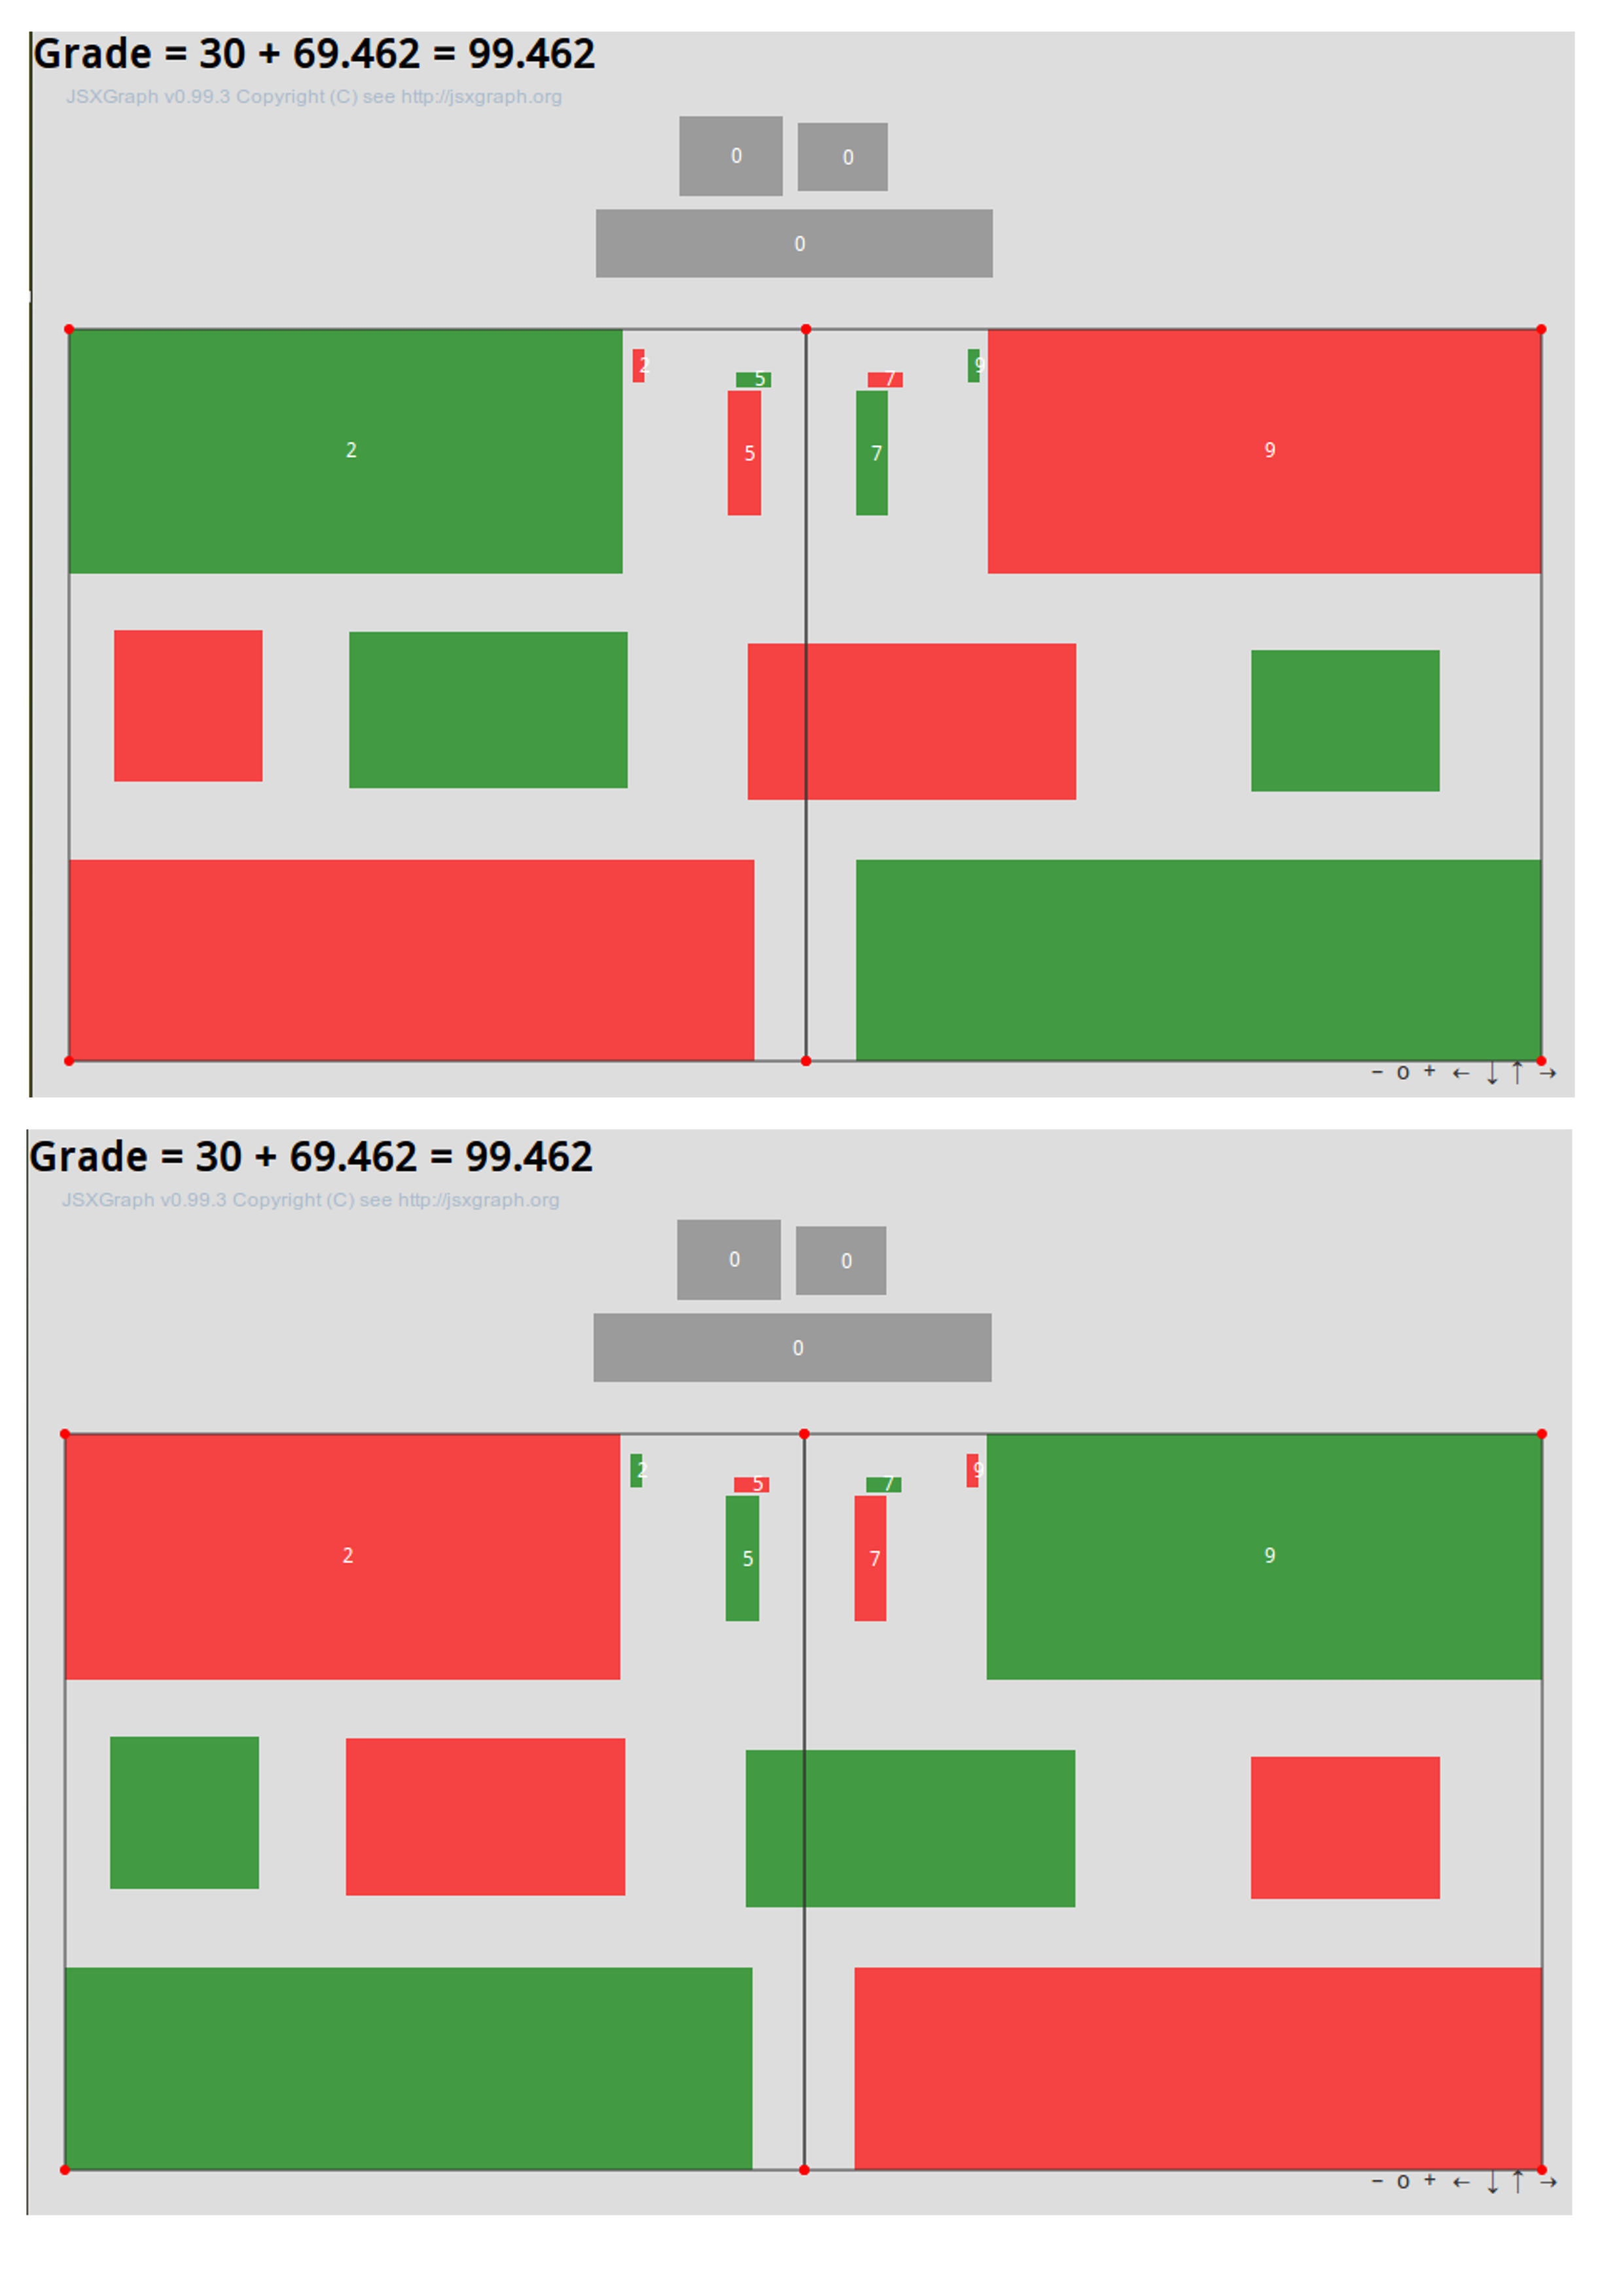 Grade = 30 + 69.462 = 99.462
JSXGraph v0.99.3 Copyright (C) see http://jsxgraph.org
0 0
0
2 9
5 7
2 5 7 9
− o + ← ↓ ↑ →
Grade = 30 + 69.462 = 99.462
JSXGraph v0.99.3 Copyright (C) see http://jsxgraph.org
0 0
0
2 9
5 7
2 5 7 9
− o + ← ↓ ↑ →